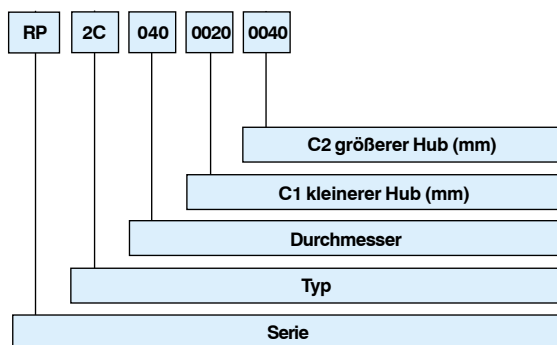 RP 2C 040 0020 0040
C2 größerer Hub (mm)
C1 kleinerer Hub (mm)
Durchmesser
Typ
Serie